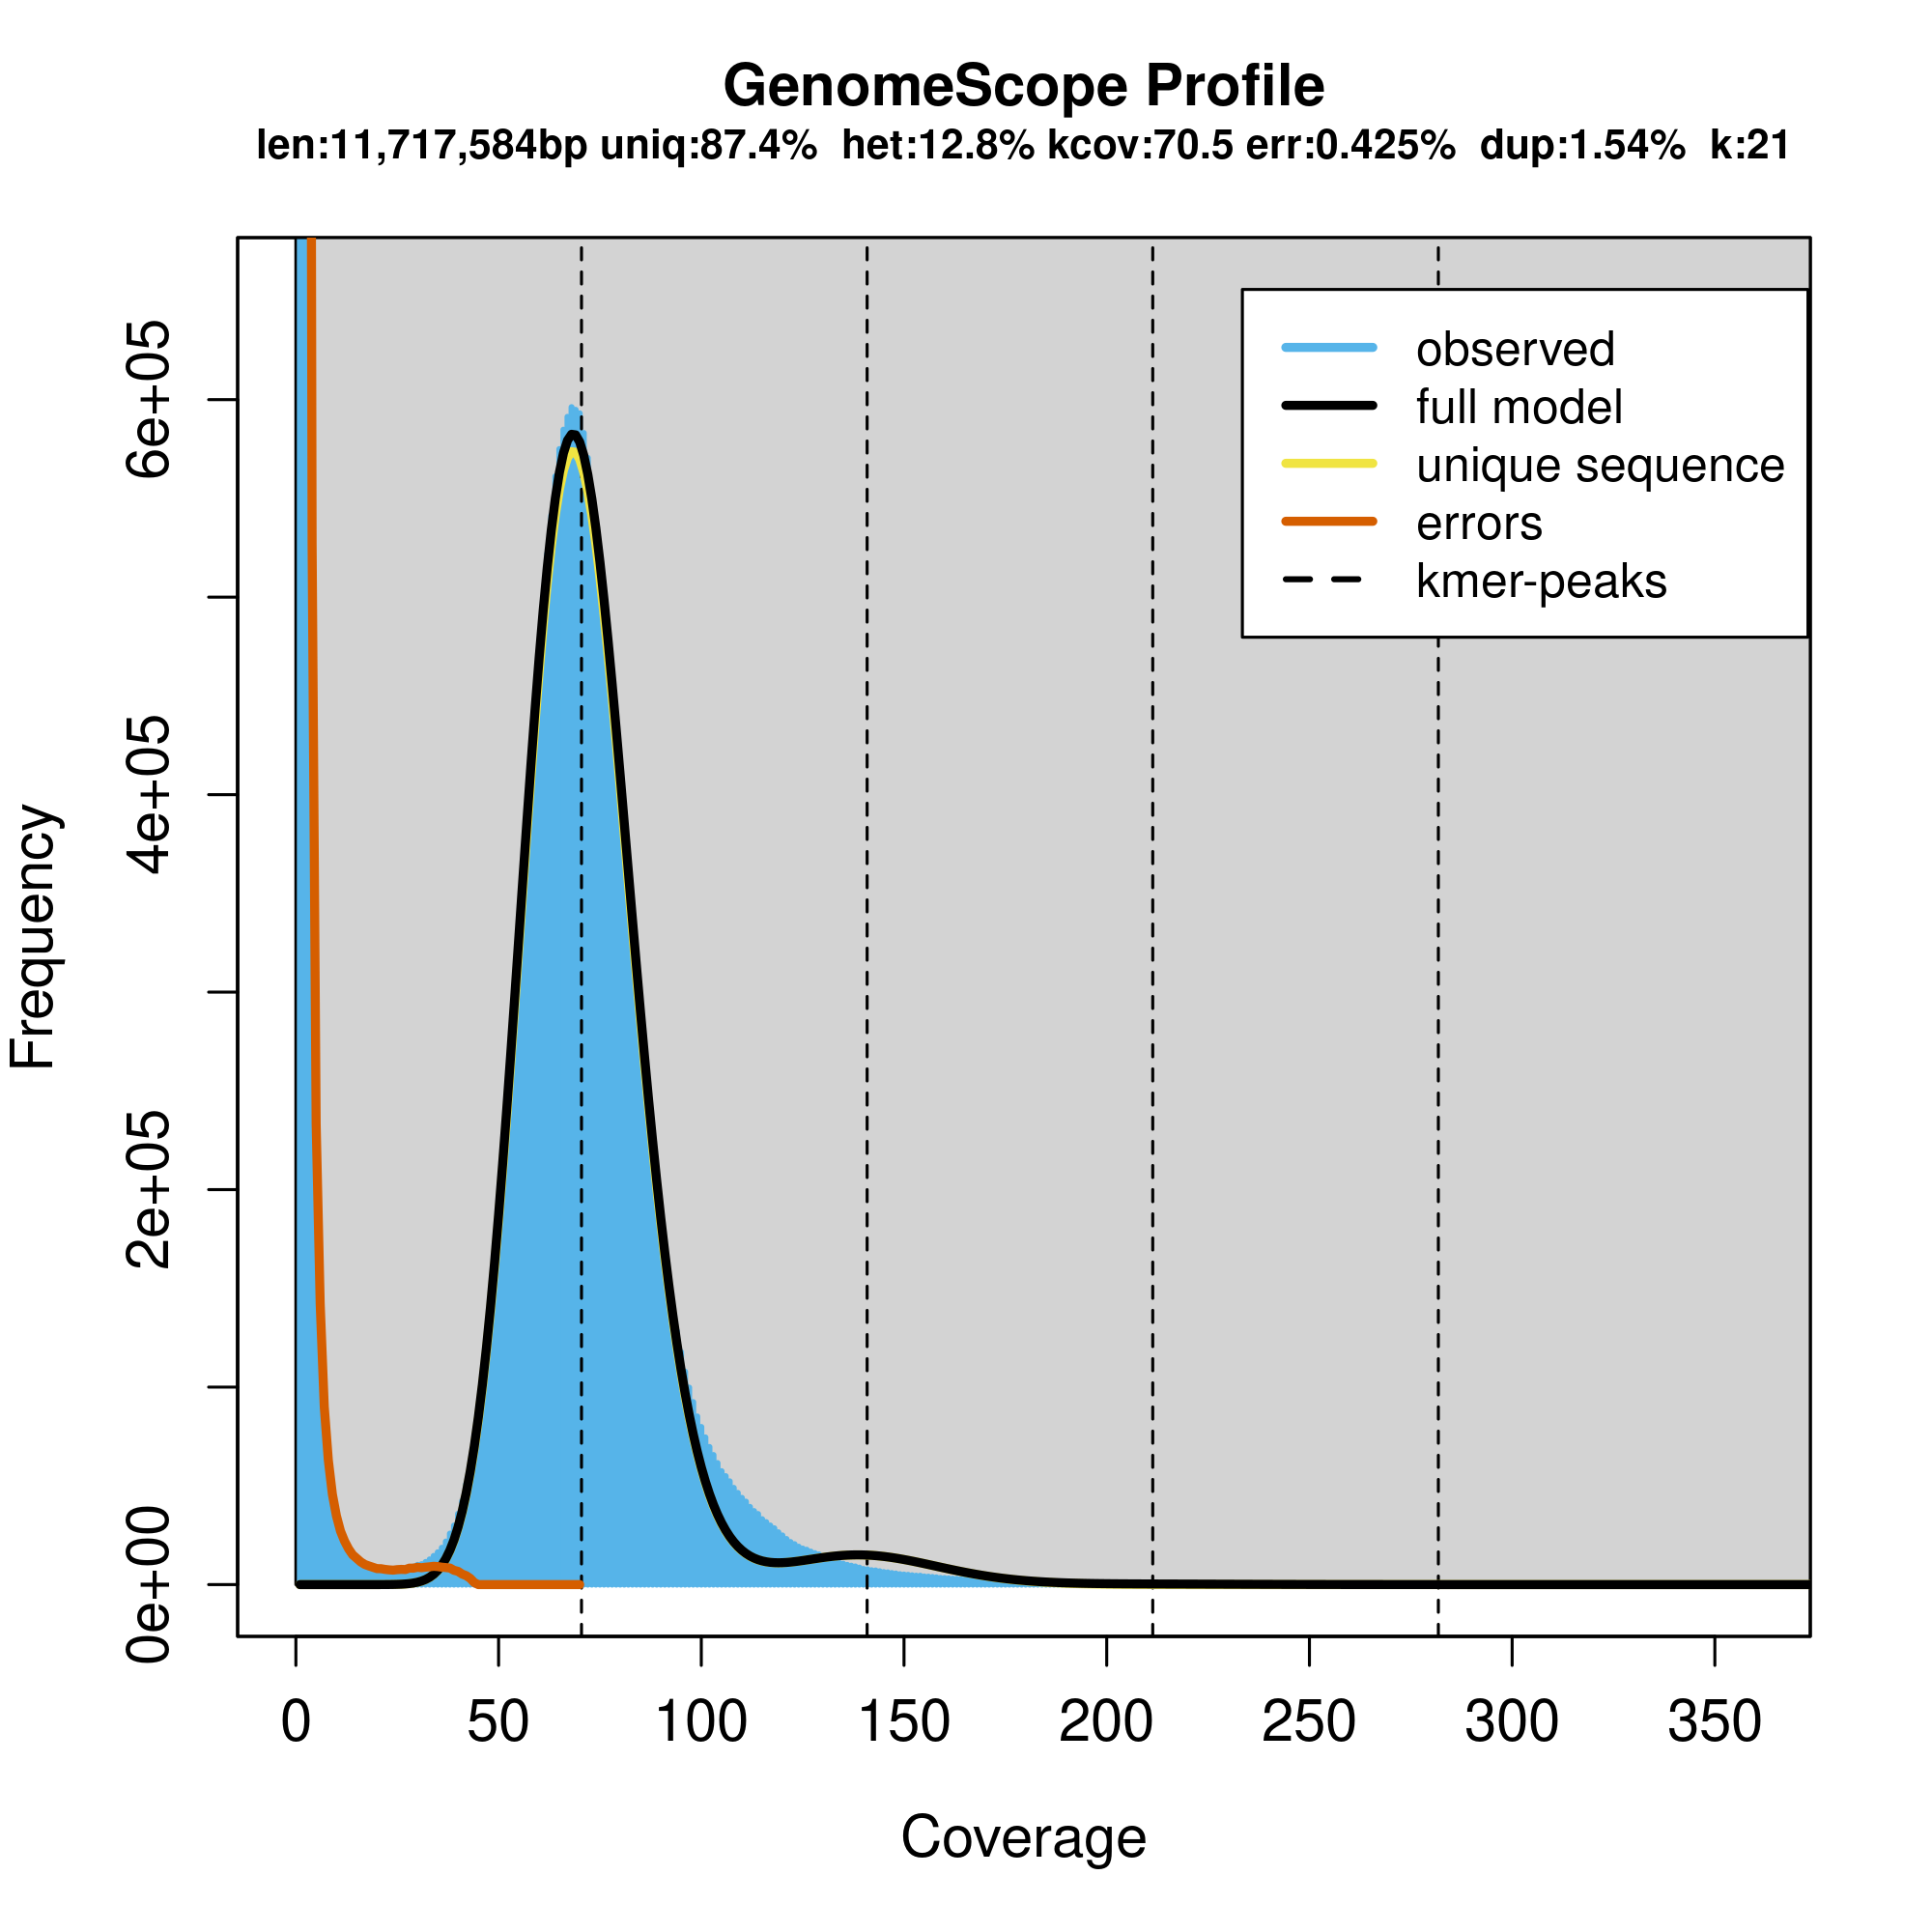 GenomeScope Profile
len:11,717,584bp uniq:87.4% het:12.8% kcov:70.5 err:0.425% dup:1.54% k:21
observed
full model
unique sequence
errors
kmer-peaks
Frequency
6e+05
4e+05
2e+05
0e+00
0 50 100 150 200 250 300 350
Coverage